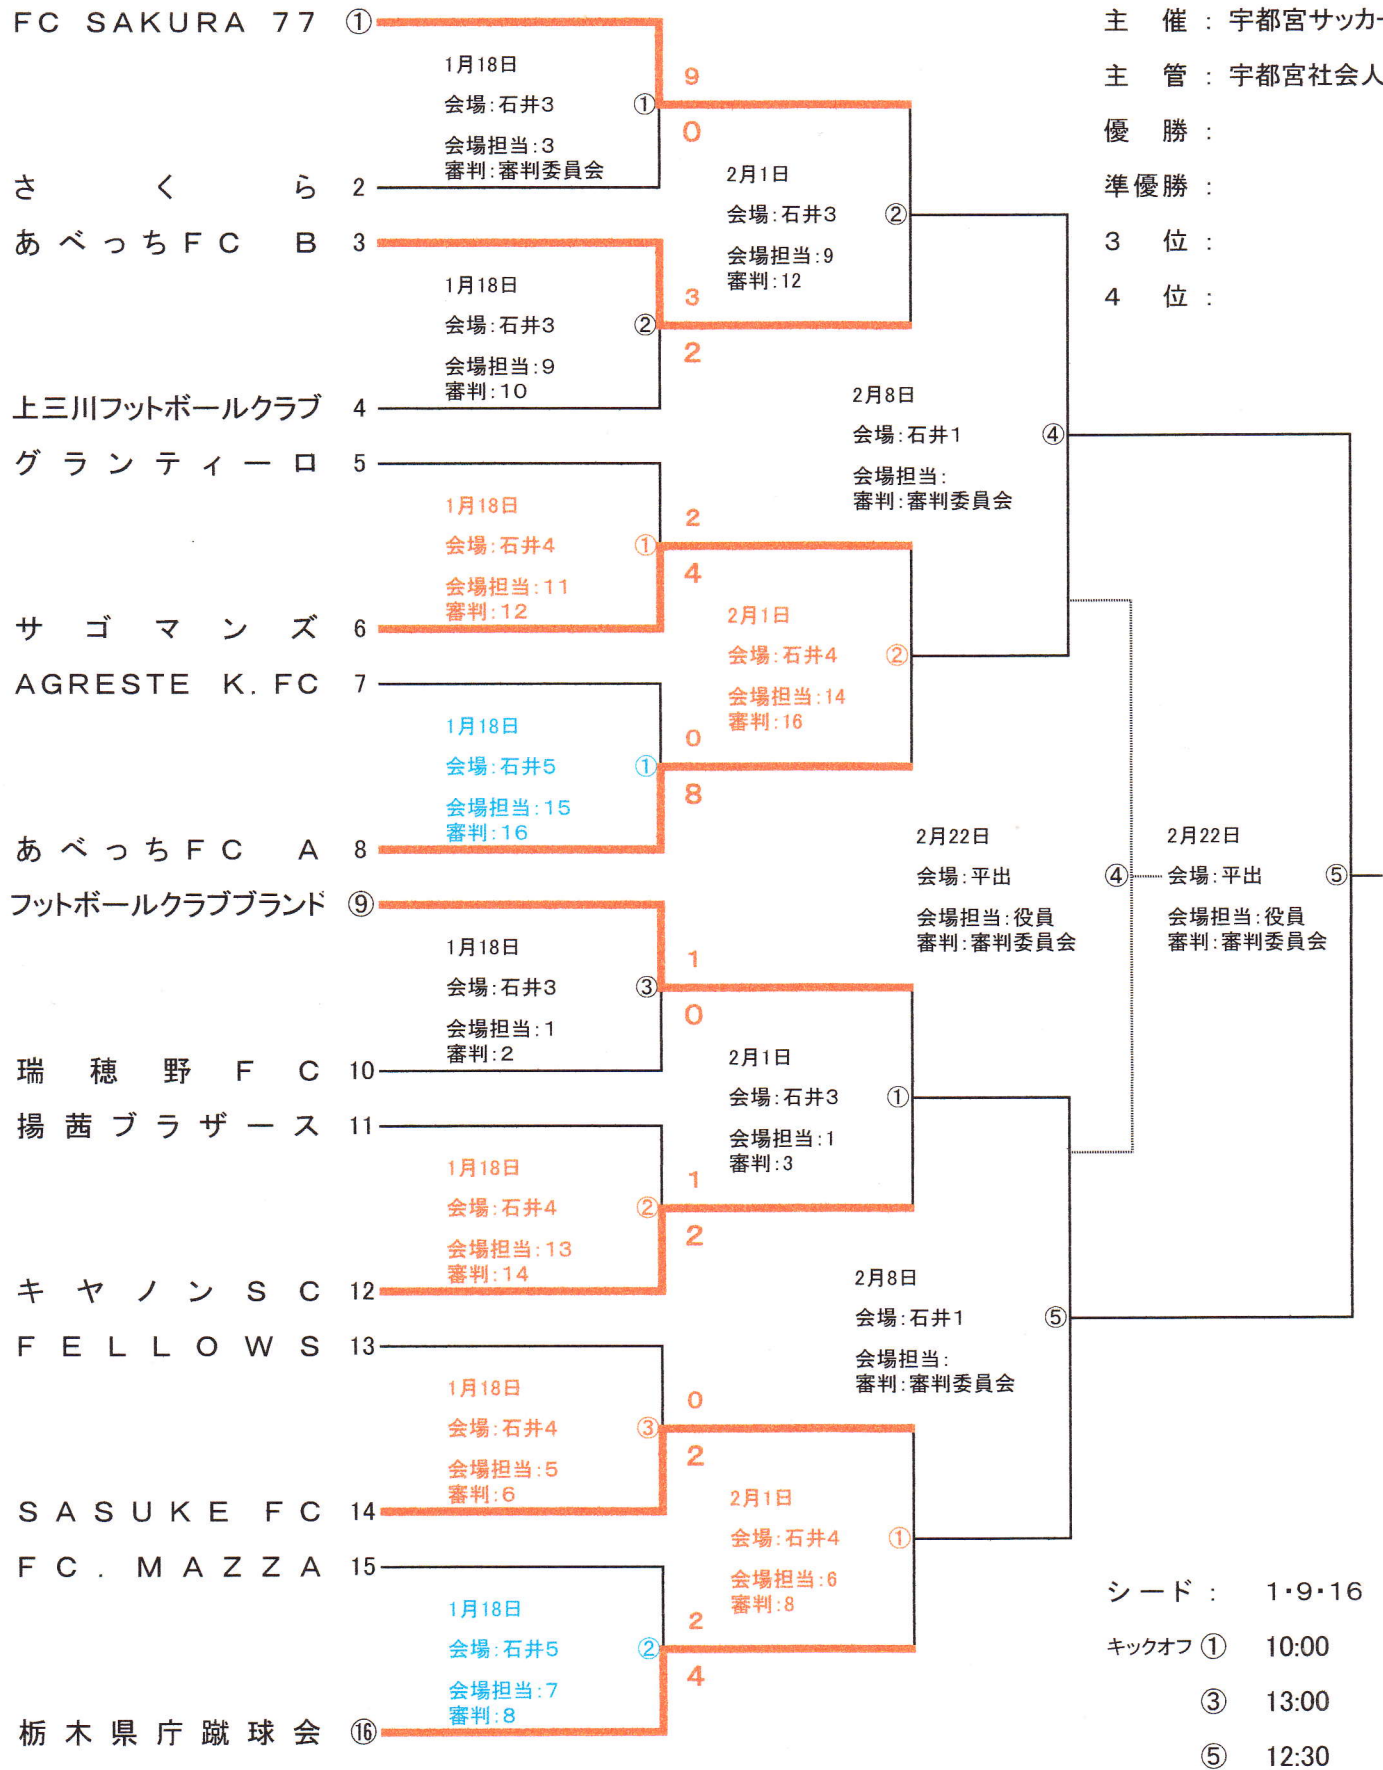 FC SAKURA 77 ①
1月18日
会場:石井3
①
会場担当:3
審判:審判委員会
9
0
さくら 2
あべっちFC B 3
1月18日
会場:石井3
②
会場担当:9
審判:10
3
2
上三川フットボールクラブ 4
2月1日
会場:石井3
②
会場担当:9
審判:12
グランティーロ 5
1月18日
会場:石井4
①
会場担当:11
審判:12
2
4
サゴマンズ 6
AGRESTE K.FC 7
1月18日
会場:石井5
①
会場担当:15
審判:16
0
8
あべっちFC A 8
2月1日
会場:石井4
②
会場担当:14
審判:16
2月8日
会場:石井1
④
会場担当:
審判:審判委員会
フットボールクラブブランド ⑨
1月18日
会場:石井3
③
会場担当:1
審判:2
1
0
瑞穂野FC 10
揚茜ブラザース 11
1月18日
会場:石井4
②
会場担当:13
審判:14
1
2
キヤノンSC 12
2月1日
会場:石井3
①
会場担当:1
審判:3
FELLOWS 13
1月18日
会場:石井4
③
会場担当:5
審判:6
0
2
SASUKE FC 14
FC.MAZZA 15
1月18日
会場:石井5
②
会場担当:7
審判:8
2
4
栃木県庁蹴球会 ⑯
2月1日
会場:石井4
①
会場担当:6
審判:8
2月8日
会場:石井1
⑤
会場担当:
審判:審判委員会
2月22日
会場:平出
④
会場担当:役員
審判:審判委員会
2月22日
会場:平出
⑤
会場担当:役員
審判:審判委員会
主 催 : 宇都宮サッカー
主 管 : 宇都宮社会人
優 勝 :
準優勝 :
3 位 :
4 位 :
シード : 1・9・16
キックオフ ① 10:00
③ 13:00
⑤ 12:30